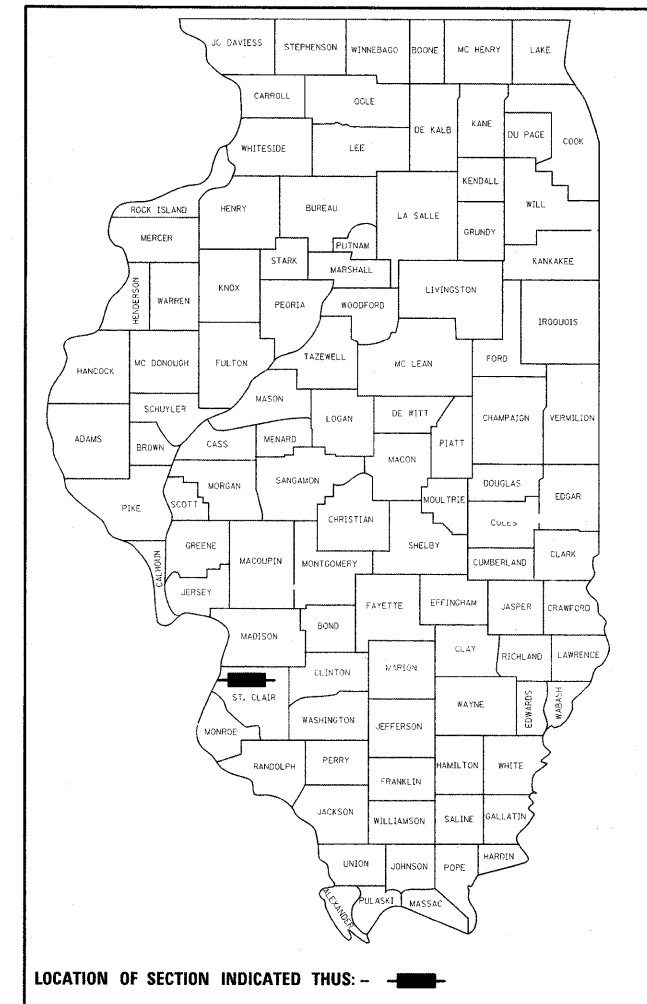 JO DAVIESS
STEPHENSON
WINNEBAGO
BOONE
MC HENRY
LAKE
CARROLL
OGLE
DE KALB
KANE
DU PAGE
COOK
WHITESIDE
LEE
KENDALL
WILL
ROCK ISLAND
HENRY
BUREAU
LA SALLE
GRUNDY
MERCER
PUTNAM
KANKAKEE
STARK
MARSHALL
HENDERSON
WARREN
KNOX
PEORIA
WOODFORD
LIVINGSTON
IROQUOIS
HANCOCK
MC DONOUGH
FULTON
TAZEWELL
MC LEAN
FORD
SCHUYLER
MASON
LOGAN
DE WITT
CHAMPAIGN
VERMILION
ADAMS
BROWN
CASS
MENARD
MACON
PIATT
MORGAN
SANGAMON
DOUGLAS
EDGAR
PIKE
SCOTT
CHRISTIAN
MOULTRIE
COLES
CALHOUN
GREENE
MACOUPIN
MONTGOMERY
SHELBY
CUMBERLAND
CLARK
JERSEY
FAYETTE
EFFINGHAM
JASPER
CRAWFORD
MADISON
BOND
CLAY
RICHLAND
LAWRENCE
CLINTON
MARION
ST. CLAIR
WAYNE
EDWARDS
WABASH
MONROE
WASHINGTON
JEFFERSON
RANDOLPH
PERRY
HAMILTON
WHITE
FRANKLIN
JACKSON
WILLIAMSON
SALINE
GALLATIN
UNION
JOHNSON
POPE
HARDIN
ALEXANDER
PULASKI
MASSAC
LOCATION OF SECTION INDICATED THUS: -